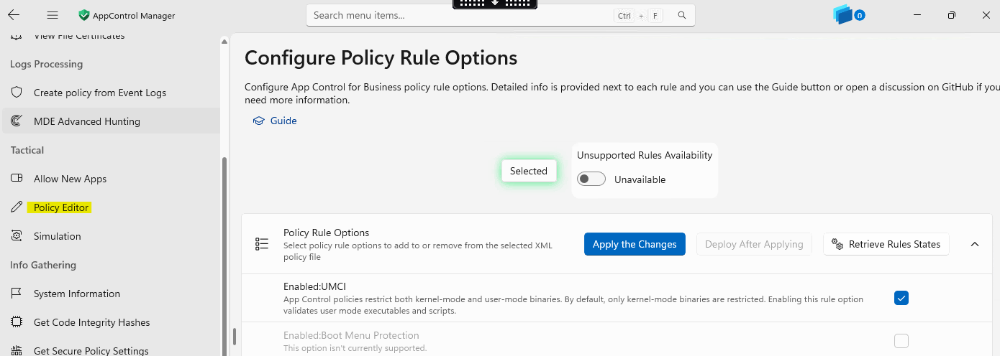 AppControl Manager
Search menu items...
Ctrl + F
0
View File Certificates
Logs Processing
Create policy from Event Logs
MDE Advanced Hunting
Tactical
Allow New Apps
Policy Editor
Simulation
Info Gathering
System Information
Get Code Integrity Hashes
Get Secure Policy Settings
Configure Policy Rule Options
Configure App Control for Business policy rule options. Detailed info is provided next to each rule and you can use the Guide button or open a discussion on GitHub if you
need more information.
Guide
Selected
Unsupported Rules Availability
Unavailable
Policy Rule Options
Select policy rule options to add to or remove from the selected XML
policy file
Apply the Changes
Deploy After Applying
Retrieve Rules States
Enabled:UMCI
App Control policies restrict both kernel-mode and user-mode binaries. By default, only kernel-mode binaries are restricted. Enabling this rule option
validates user mode executables and scripts.
Enabled:Boot Menu Protection
This option isn't currently supported.